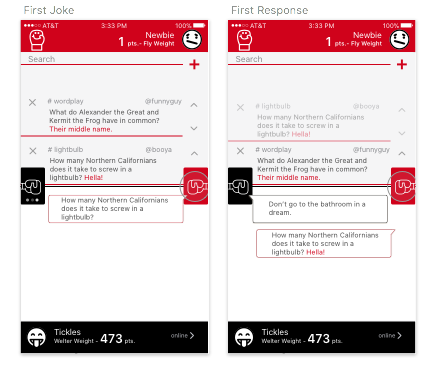 First Joke
AT&T 3:33 PM 100%
Newbie
1 pts.- Fly Weight
Search +
× # wordplay @funnyguy
What do Alexander the Great and
Kermit the Frog have in common?
Their middle name.
× # lightbulb @booya
How many Northern Californians
does it take to screw in a
lightbulb? Hella!
How many Northern Californians
does it take to screw in a
lightbulb?
Tickles
Welter Weight - 473 pts.
online >
First Response
AT&T 3:33 PM 100%
Newbie
1 pts.- Fly Weight
Search +
× # lightbulb @booya
How many Northern Californians
does it take to screw in a
lightbulb? Hella!
× # wordplay @funnyguy
What do Alexander the Great and
Kermit the Frog have in common?
Their middle name.
Don't go to the bathroom in a
dream.
How many Northern Californians
does it take to screw in a
lightbulb? Hella!
Tickles
Welter Weight - 473 pts.
online >